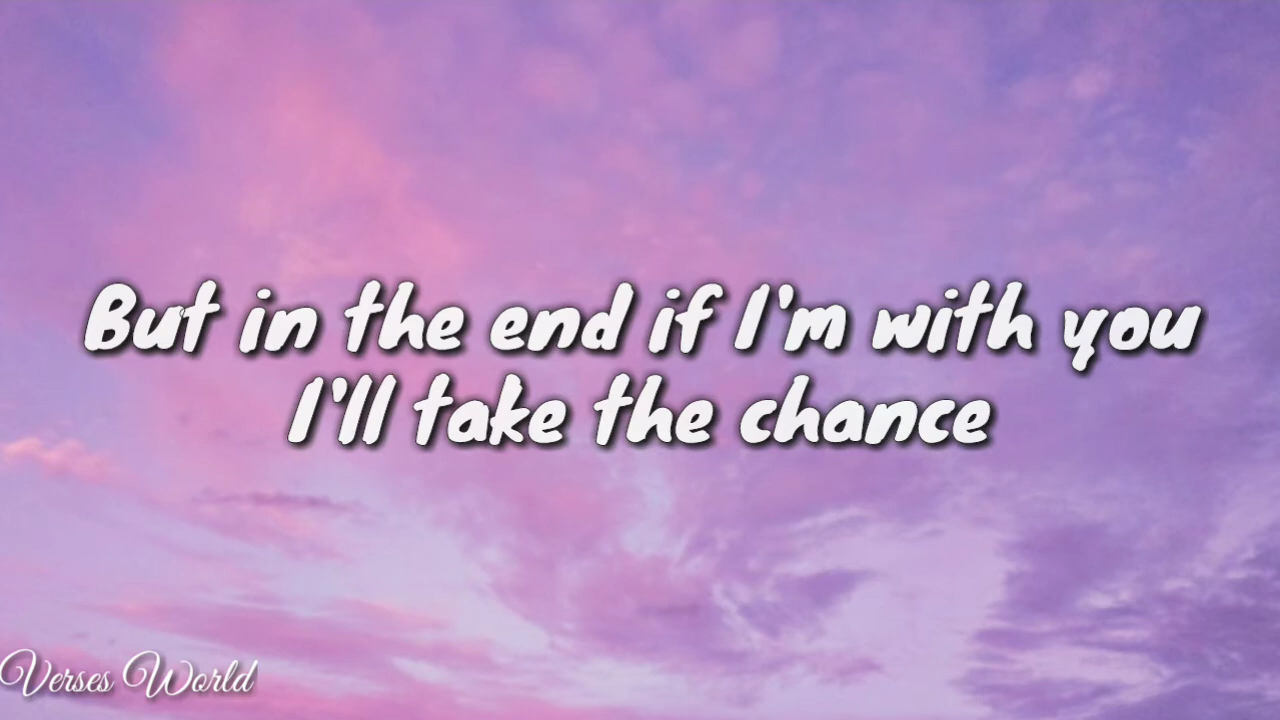 But in the end if I'm with you
I'll take the chance
Verses World